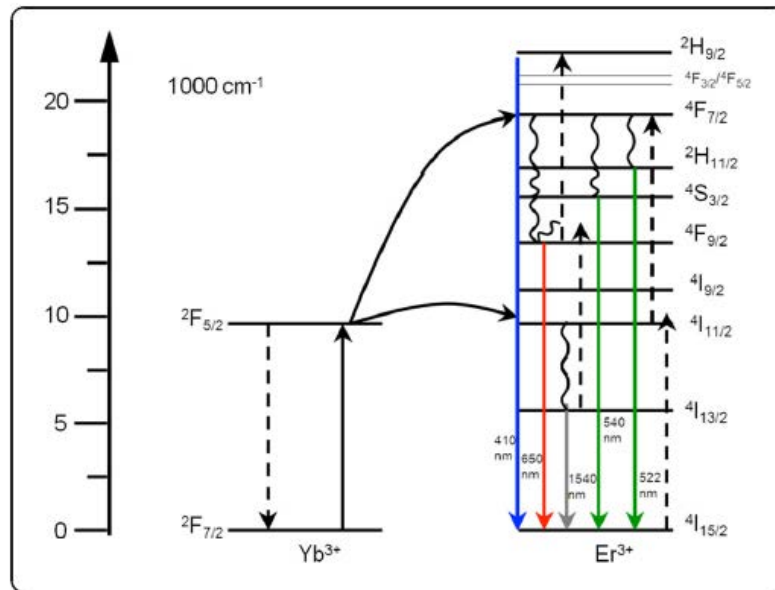 1000 cm⁻¹
20
15
10
5
0
²F₅/₂
²F₇/₂
Yb³⁺
²H₉/₂
⁴F₃/₂/⁴F₅/₂
⁴F₇/₂
²H₁₁/₂
⁴S₃/₂
⁴F₉/₂
⁴I₉/₂
⁴I₁₁/₂
⁴I₁₃/₂
⁴I₁₅/₂
410
nm
650
nm
1540
nm
540
nm
522
nm
Er³⁺